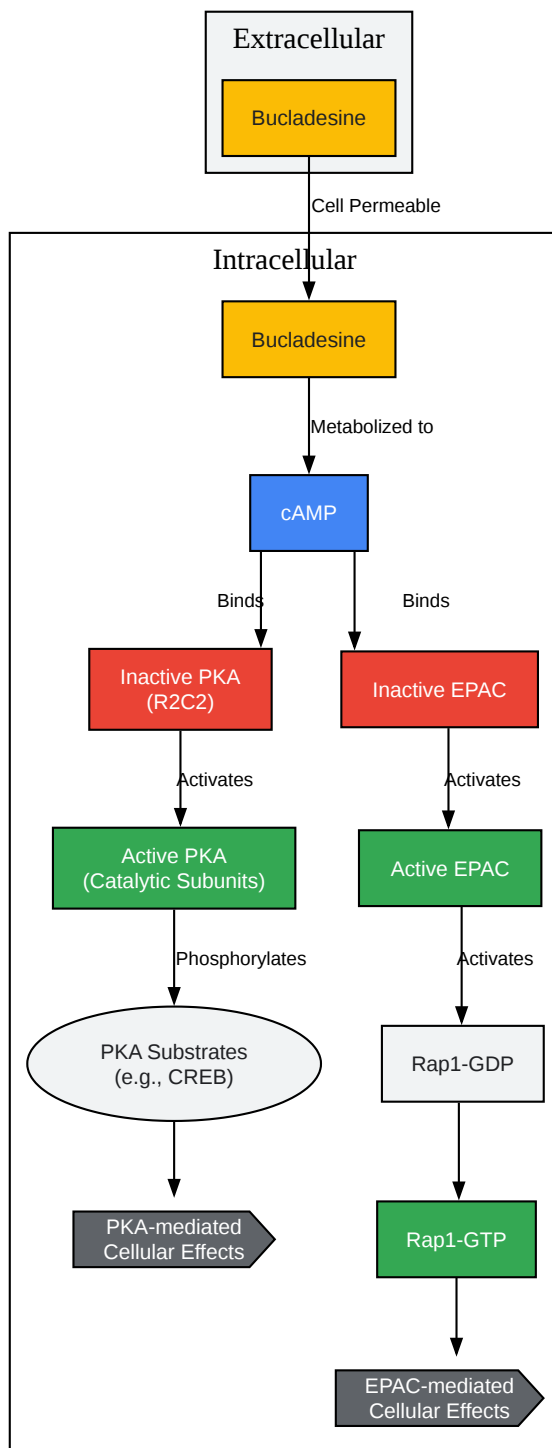 Extracellular
Bucladesine
Cell Permeable
Intracellular
Bucladesine
Metabolized to
cAMP
Binds
Binds
Inactive PKA
(R2C2)
Inactive EPAC
Activates
Activates
Active PKA
(Catalytic Subunits)
Active EPAC
Phosphorylates
Activates
PKA Substrates
(e.g., CREB)
Rap1-GDP
PKA-mediated
Cellular Effects
Rap1-GTP
EPAC-mediated
Cellular Effects